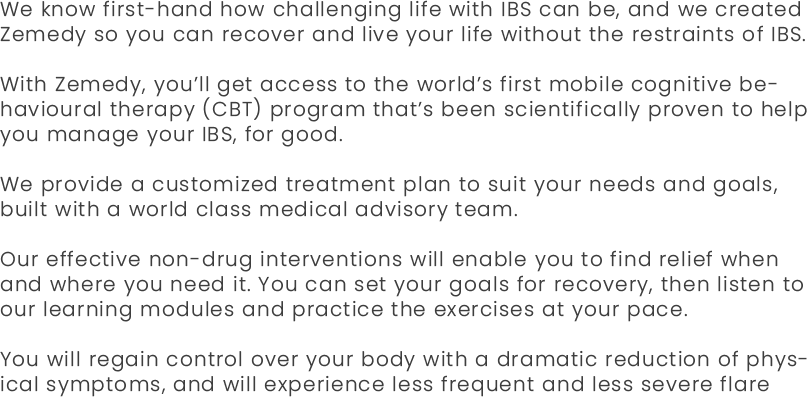 We know first-hand how challenging life with IBS can be, and we created
Zemedy so you can recover and live your life without the restraints of IBS.
With Zemedy, you’ll get access to the world’s first mobile cognitive be-
havioural therapy (CBT) program that’s been scientifically proven to help
you manage your IBS, for good.
We provide a customized treatment plan to suit your needs and goals,
built with a world class medical advisory team.
Our effective non-drug interventions will enable you to find relief when
and where you need it. You can set your goals for recovery, then listen to
our learning modules and practice the exercises at your pace.
You will regain control over your body with a dramatic reduction of phys-
ical symptoms, and will experience less frequent and less severe flare